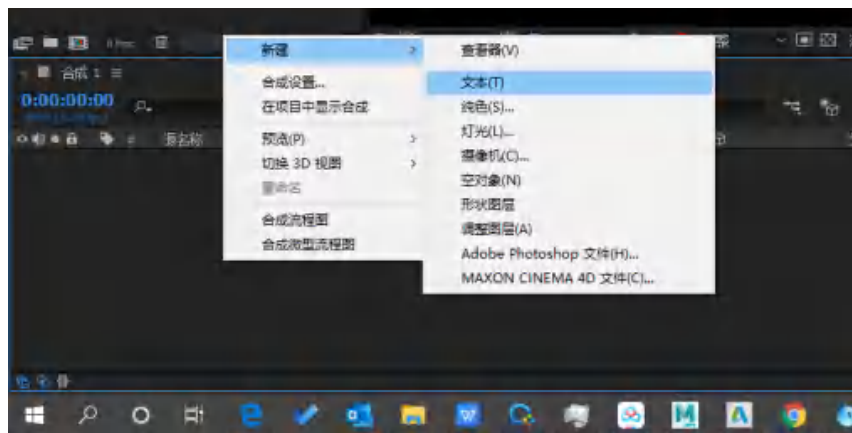 合成 1
0:00:00:00
源名称
新建
合成设置...
在项目中显示合成
预览(P)
切换 3D 视图
重命名
合成流程图
合成微型流程图
查看器(V)
文本(T)
纯色(S)...
灯光(L)...
摄像机(C)...
空对象(N)
形状图层
调整图层(A)
Adobe Photoshop 文件(H)...
MAXON CINEMA 4D 文件(C)...